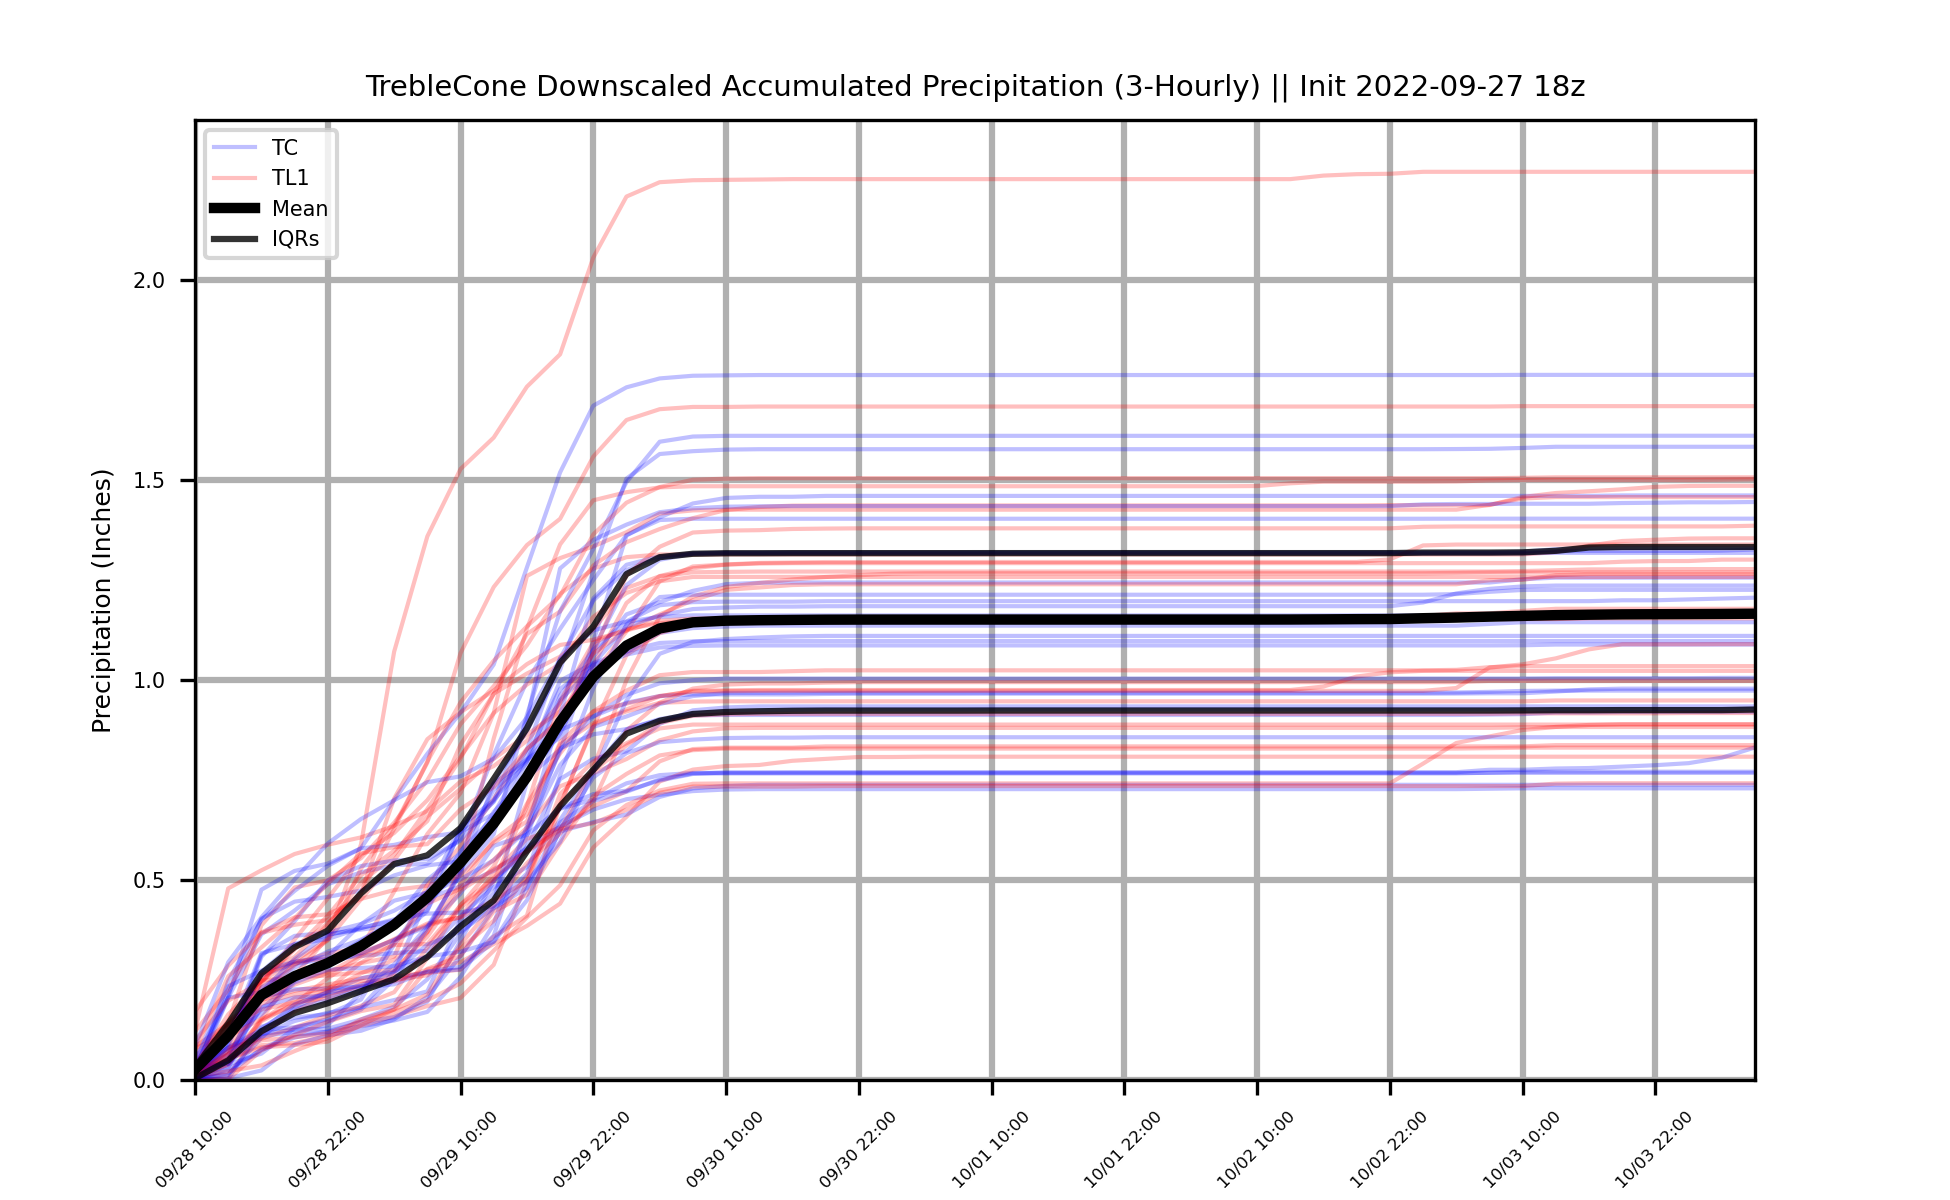 TrebleCone Downscaled Accumulated Precipitation (3-Hourly) || Init 2022-09-27 18z
TC
TL1
Mean
IQRs
Precipitation (Inches)
2.0
1.5
1.0
0.5
0.0
09/28 10:00
09/28 22:00
09/29 10:00
09/29 22:00
09/30 10:00
09/30 22:00
10/01 10:00
10/01 22:00
10/02 10:00
10/02 22:00
10/03 10:00
10/03 22:00